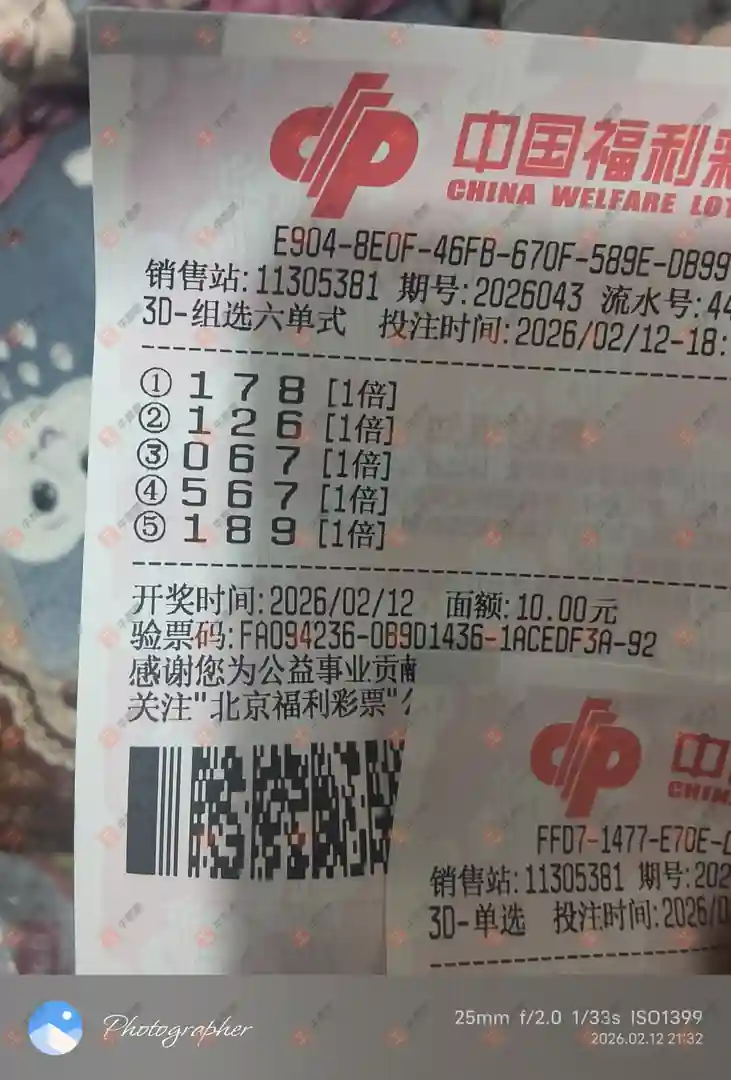 中国福利彩
CHINA WELFARE LOT
E904-8E0F-46FB-670F-589E-DB99
销售站:11305381 期号:2026043 流水号:44
3D-组选六单式 投注时间:2026/02/12-18:
① 1 7 8 [1倍]
② 1 2 6 [1倍]
③ 0 6 7 [1倍]
④ 5 6 7 [1倍]
⑤ 1 8 9 [1倍]
开奖时间:2026/02/12 面额:10.00元
验票码:FA094236-0B9D1436-1ACEDF3A-92
感谢您为公益事业贡献
关注"北京福利彩票"公
中
CHINA
FFD7-1477-E70E-
销售站:11305381 期号:202
3D-单选 投注时间:2026/0
Photographer
25mm f/2.0 1/33s ISO1399
2026.02.12 21:32